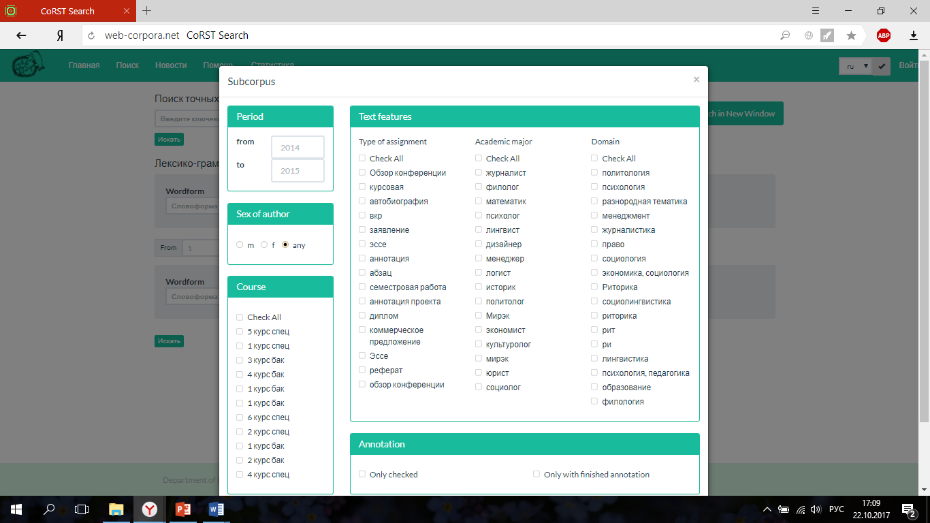 CoRST Search
web-corpora.net CoRST Search
ABP
Главная Поиск Новости Помощь Статистика
ru
Войти
Subcorpus
×
Поиск точных
Введите ключевы
Искать
ch in New Window
Лексико-грам
Wordform
Словоформа
From 1
Wordform
Словоформа
Искать
Period
from 2014
to 2015
Sex of author
m f any
Course
Check All
5 курс спец
1 курс спец
3 курс бак
4 курс бак
1 курс бак
1 курс бак
6 курс спец
2 курс спец
1 курс бак
2 курс бак
4 курс спец
Text features
Type of assignment
Check All
Обзор конференции
курсовая
автобиография
вкр
заявление
эссе
аннотация
абзац
семестровая работа
аннотация проекта
диплом
коммерческое
предложение
Эссе
реферат
обзор конференции
Academic major
Check All
журналист
филолог
математик
психолог
лингвист
дизайнер
менеджер
логист
историк
политолог
Мирэк
экономист
культуролог
мирэк
юрист
социолог
Domain
Check All
политология
психология
разнородная тематика
менеджмент
журналистика
право
социология
экономика, социология
Риторика
социолингвистика
риторика
рит
ри
лингвистика
психология, педагогика
образование
филология
Annotation
Only checked Only with finished annotation
Department of
РУС
17:09
22.10.2017
2